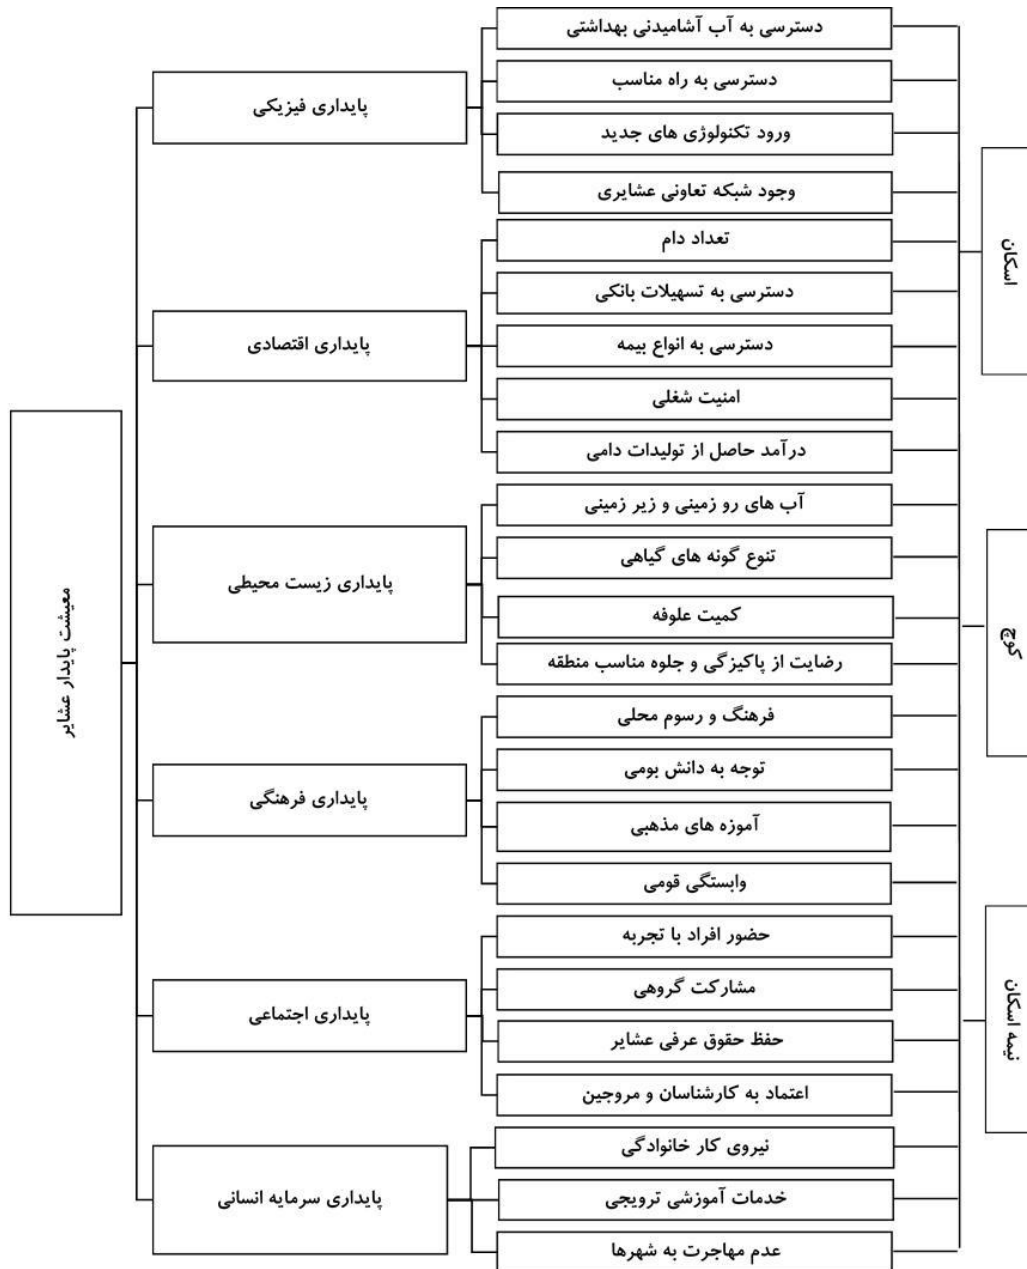 دسترسی به آب آشامیدنی بهداشتی
دسترسی به راه مناسب
ورود تکنولوژی های جدید
وجود شبکه تعاونی عشایری
تعداد دام
دسترسی به تسهیلات بانکی
دسترسی به انواع بیمه
امنیت شغلی
درآمد حاصل از تولیدات دامی
آب های رو زمینی و زیر زمینی
تنوع گونه های گیاهی
کمیت علوفه
رضایت از پاکیزگی و جلوه مناسب منطقه
فرهنگ و رسوم محلی
توجه به دانش بومی
آموزه های مذهبی
وابستگی قومی
حضور افراد با تجربه
مشارکت گروهی
حفظ حقوق عرفی عشایر
اعتماد به کارشناسان و مروجین
نیروی کار خانوادگی
خدمات آموزشی ترویجی
عدم مهاجرت به شهرها
اسکان
کوچ
نیمه اسکان
پایداری فیزیکی
پایداری اقتصادی
پایداری زیست محیطی
پایداری فرهنگی
پایداری اجتماعی
پایداری سرمایه انسانی
معیشت پایدار عشایر